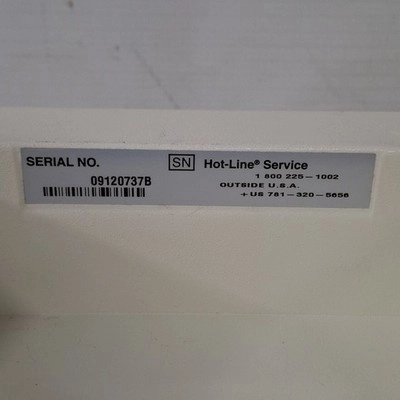 SERIAL NO.
09120737B
SN Hot-Line® Service
1 800 225-1002
OUTSIDE U.S.A.
+US 781-320-5656